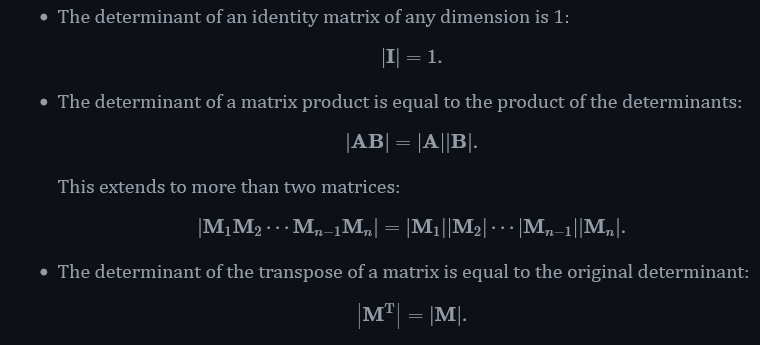 • The determinant of an identity matrix of any dimension is 1:
|I| = 1.
• The determinant of a matrix product is equal to the product of the determinants:
|AB| = |A||B|.
This extends to more than two matrices:
|M₁M₂ ⋯ Mₙ₋₁Mₙ| = |M₁||M₂| ⋯ |Mₙ₋₁||Mₙ|.
• The determinant of the transpose of a matrix is equal to the original determinant:
|Mᵀ| = |M|.